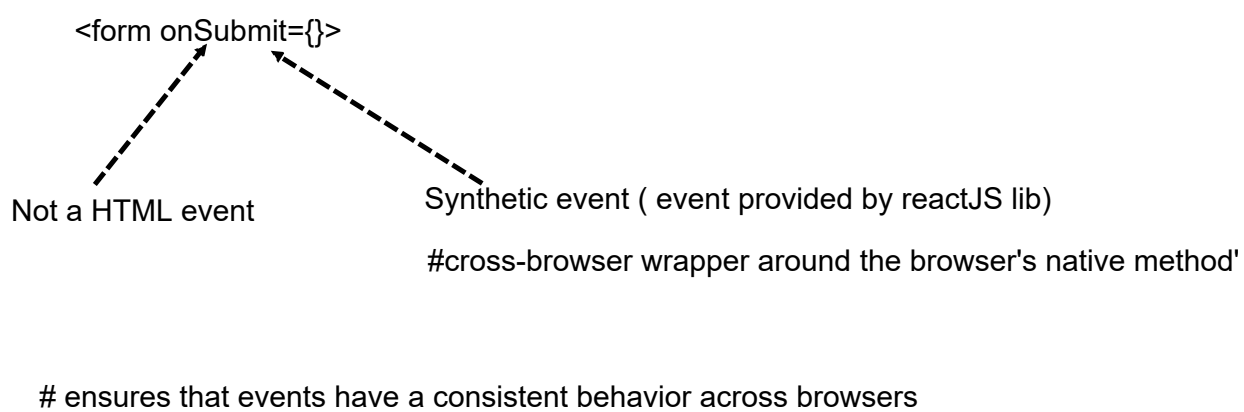 <form onSubmit={}>
Not a HTML event
Synthetic event ( event provided by reactJS lib)
#cross-browser wrapper around the browser's native method'
# ensures that events have a consistent behavior across browsers